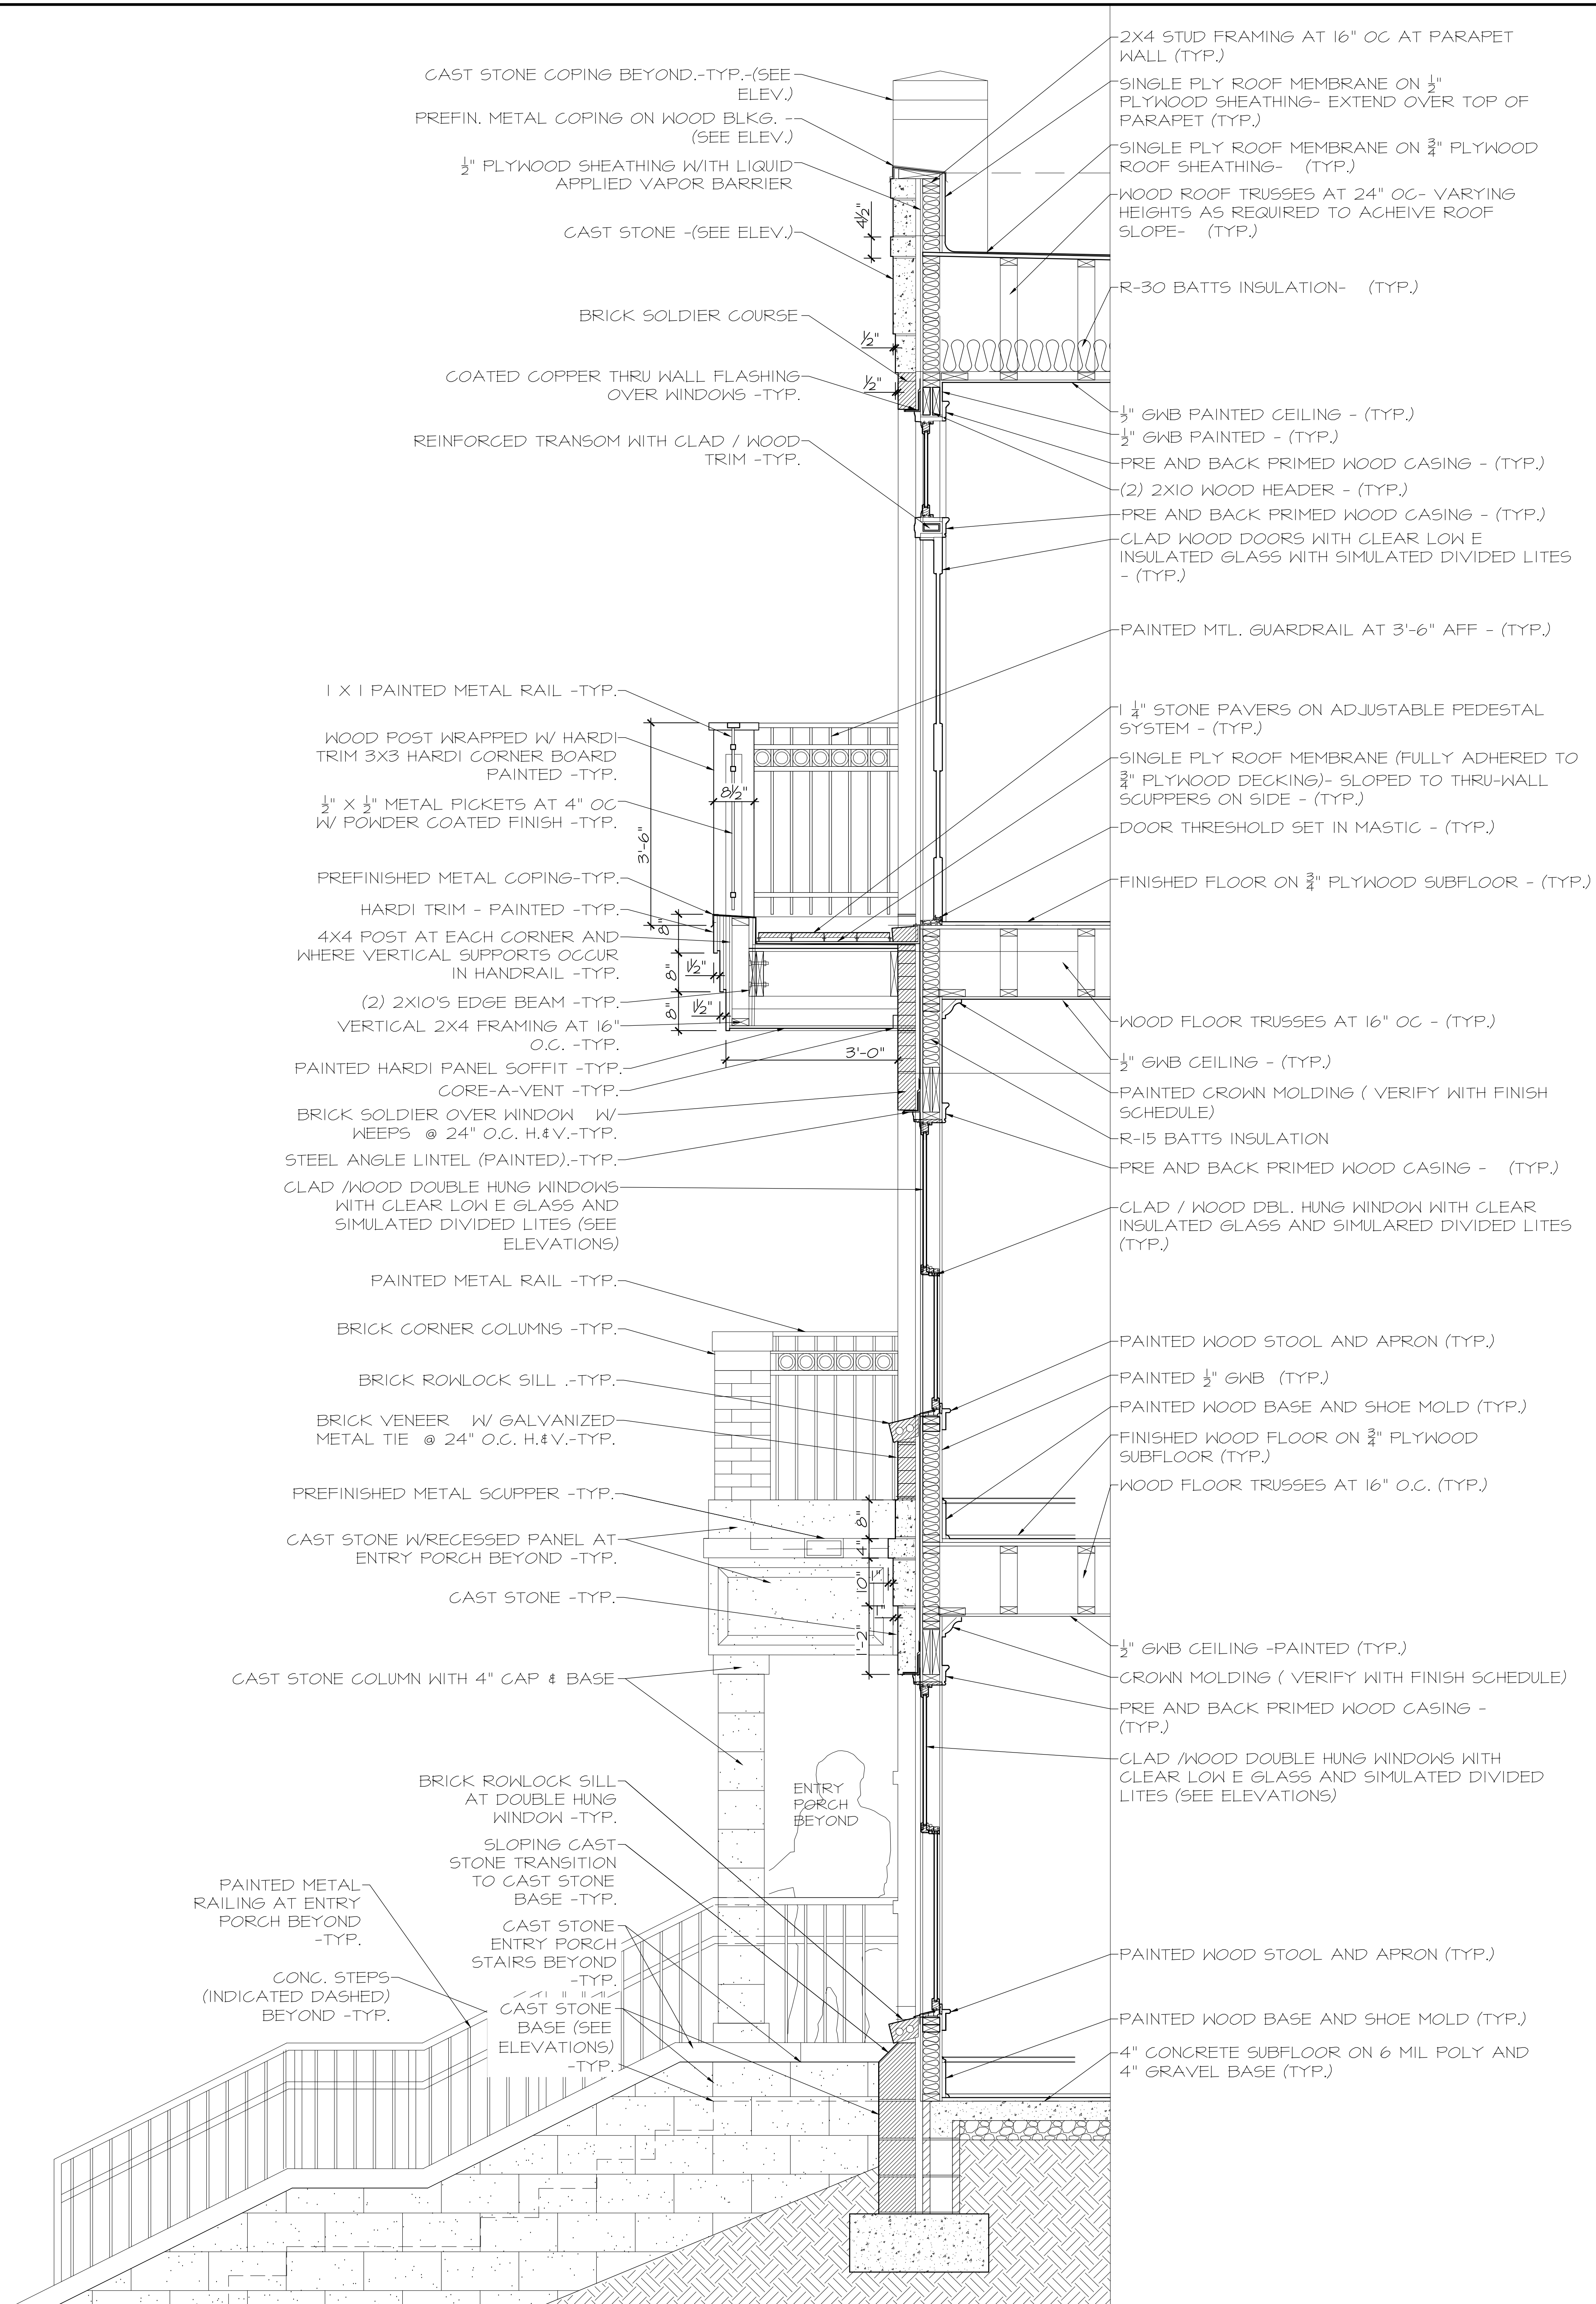 CAST STONE COPING BEYOND.-TYP.-(SEE
ELEV.)
PREFIN. METAL COPING ON WOOD BLKG. -
(SEE ELEV.)
½" PLYWOOD SHEATHING W/ITH LIQUID
APPLIED VAPOR BARRIER
CAST STONE -(SEE ELEV.)
BRICK SOLDIER COURSE
COATED COPPER THRU WALL FLASHING
OVER WINDOWS -TYP.
REINFORCED TRANSOM WITH CLAD / WOOD
TRIM -TYP.
1 X 1 PAINTED METAL RAIL -TYP.
WOOD POST WRAPPED W/ HARDI
TRIM 3X3 HARDI CORNER BOARD
PAINTED -TYP.
½" X ½" METAL PICKETS AT 4" OC
W/ POWDER COATED FINISH -TYP.
PREFINISHED METAL COPING-TYP.
HARDI TRIM - PAINTED -TYP.
4X4 POST AT EACH CORNER AND
WHERE VERTICAL SUPPORTS OCCUR
IN HANDRAIL -TYP.
(2) 2X10'S EDGE BEAM -TYP.
VERTICAL 2X4 FRAMING AT 16"
O.C. -TYP.
PAINTED HARDI PANEL SOFFIT -TYP.
CORE-A-VENT -TYP.
BRICK SOLDIER OVER WINDOW W/
WEEPS @ 24" O.C. H.&V.-TYP.
STEEL ANGLE LINTEL (PAINTED).-TYP.
CLAD /WOOD DOUBLE HUNG WINDOWS
WITH CLEAR LOW E GLASS AND
SIMULATED DIVIDED LITES (SEE
ELEVATIONS)
PAINTED METAL RAIL -TYP.
BRICK CORNER COLUMNS -TYP.
BRICK ROWLOCK SILL .-TYP.
BRICK VENEER W/ GALVANIZED
METAL TIE @ 24" O.C. H.&V.-TYP.
PREFINISHED METAL SCUPPER -TYP.
CAST STONE W/RECESSED PANEL AT
ENTRY PORCH BEYOND -TYP.
CAST STONE -TYP.
CAST STONE COLUMN WITH 4" CAP & BASE
BRICK ROWLOCK SILL
AT DOUBLE HUNG
WINDOW -TYP.
SLOPING CAST
STONE TRANSITION
TO CAST STONE
BASE -TYP.
PAINTED METAL
RAILING AT ENTRY
PORCH BEYOND
-TYP.
CAST STONE
ENTRY PORCH
STAIRS BEYOND
-TYP.
CONC. STEPS
(INDICATED DASHED)
BEYOND -TYP.
CAST STONE
BASE (SEE
ELEVATIONS)
-TYP.
4½"
½"
½"
8½"
3'-6"
8"
8"
8"
1½"
1½"
3'-0"
8"
4"
10"
1"
1"
1'-2"
ENTRY
PORCH
BEYOND
2X4 STUD FRAMING AT 16" OC AT PARAPET
WALL (TYP.)
SINGLE PLY ROOF MEMBRANE ON ½"
PLYWOOD SHEATHING- EXTEND OVER TOP OF
PARAPET (TYP.)
SINGLE PLY ROOF MEMBRANE ON ¾" PLYWOOD
ROOF SHEATHING- (TYP.)
WOOD ROOF TRUSSES AT 24" OC- VARYING
HEIGHTS AS REQUIRED TO ACHEIVE ROOF
SLOPE- (TYP.)
R-30 BATTS INSULATION- (TYP.)
½" GWB PAINTED CEILING - (TYP.)
½" GWB PAINTED - (TYP.)
PRE AND BACK PRIMED WOOD CASING - (TYP.)
(2) 2X10 WOOD HEADER - (TYP.)
PRE AND BACK PRIMED WOOD CASING - (TYP.)
CLAD WOOD DOORS WITH CLEAR LOW E
INSULATED GLASS WITH SIMULATED DIVIDED LITES
- (TYP.)
PAINTED MTL. GUARDRAIL AT 3'-6" AFF - (TYP.)
1 ¼" STONE PAVERS ON ADJUSTABLE PEDESTAL
SYSTEM - (TYP.)
SINGLE PLY ROOF MEMBRANE (FULLY ADHERED TO
¾" PLYWOOD DECKING)- SLOPED TO THRU-WALL
SCUPPERS ON SIDE - (TYP.)
DOOR THRESHOLD SET IN MASTIC - (TYP.)
FINISHED FLOOR ON ¾" PLYWOOD SUBFLOOR - (TYP.)
WOOD FLOOR TRUSSES AT 16" OC - (TYP.)
½" GWB CEILING - (TYP.)
PAINTED CROWN MOLDING ( VERIFY WITH FINISH
SCHEDULE)
R-15 BATTS INSULATION
PRE AND BACK PRIMED WOOD CASING - (TYP.)
CLAD / WOOD DBL. HUNG WINDOW WITH CLEAR
INSULATED GLASS AND SIMULARED DIVIDED LITES
(TYP.)
PAINTED WOOD STOOL AND APRON (TYP.)
PAINTED ½" GWB (TYP.)
PAINTED WOOD BASE AND SHOE MOLD (TYP.)
FINISHED WOOD FLOOR ON ¾" PLYWOOD
SUBFLOOR (TYP.)
WOOD FLOOR TRUSSES AT 16" O.C. (TYP.)
½" GWB CEILING -PAINTED (TYP.)
CROWN MOLDING ( VERIFY WITH FINISH SCHEDULE)
PRE AND BACK PRIMED WOOD CASING -
(TYP.)
CLAD /WOOD DOUBLE HUNG WINDOWS WITH
CLEAR LOW E GLASS AND SIMULATED DIVIDED
LITES (SEE ELEVATIONS)
PAINTED WOOD STOOL AND APRON (TYP.)
PAINTED WOOD BASE AND SHOE MOLD (TYP.)
4" CONCRETE SUBFLOOR ON 6 MIL POLY AND
4" GRAVEL BASE (TYP.)